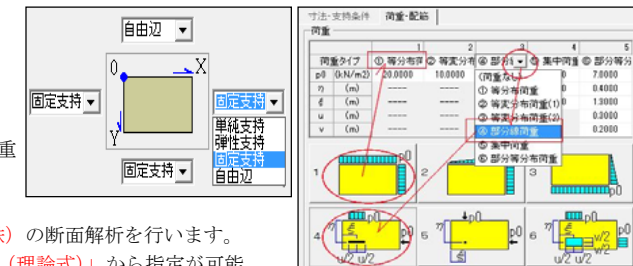 自由辺
0
X
固定支持
固定支持
単純支持
弾性支持
固定支持
自由辺
Y
固定支持
重
の断面解析を行います。
(理論式)」から指定が可能
寸法・支持条件 荷重・配筋
荷重
1 2 3 4 5
荷重タイプ ① 等分布荷 ② 等変分布 ④ 部分 ⑤ 集中荷重 ⑥ 部分等分
p0 (kN/m2) 20.0000 10.0000 7.0000
η (m) ---- ---- 0.4000
ξ (m) ---- ---- 1.3000
u (m) ---- ---- 0.3000
v (m) ---- ---- 0.2000
(荷重なし)
① 等分布荷重
② 等変分布荷重(1)
③ 等変分布荷重(2)
④ 部分線荷重
⑤ 集中荷重
⑥ 部分等分布荷重
1 p0 2 3
4 p0 η ξ u/2 u/2
5 p0 η ξ
6 p0 η ξ v/2 v/2 u/2 u/2